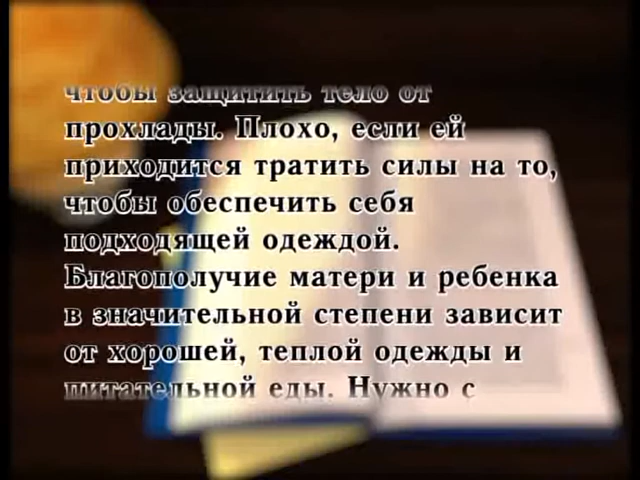 чтобы защитить тело от
прохлады. Плохо, если ей
приходится тратить силы на то,
чтобы обеспечить себя
подходящей одеждой.
Благополучие матери и ребенка
в значительной степени зависит
от хорошей, теплой одежды и
питательной еды. Нужно с